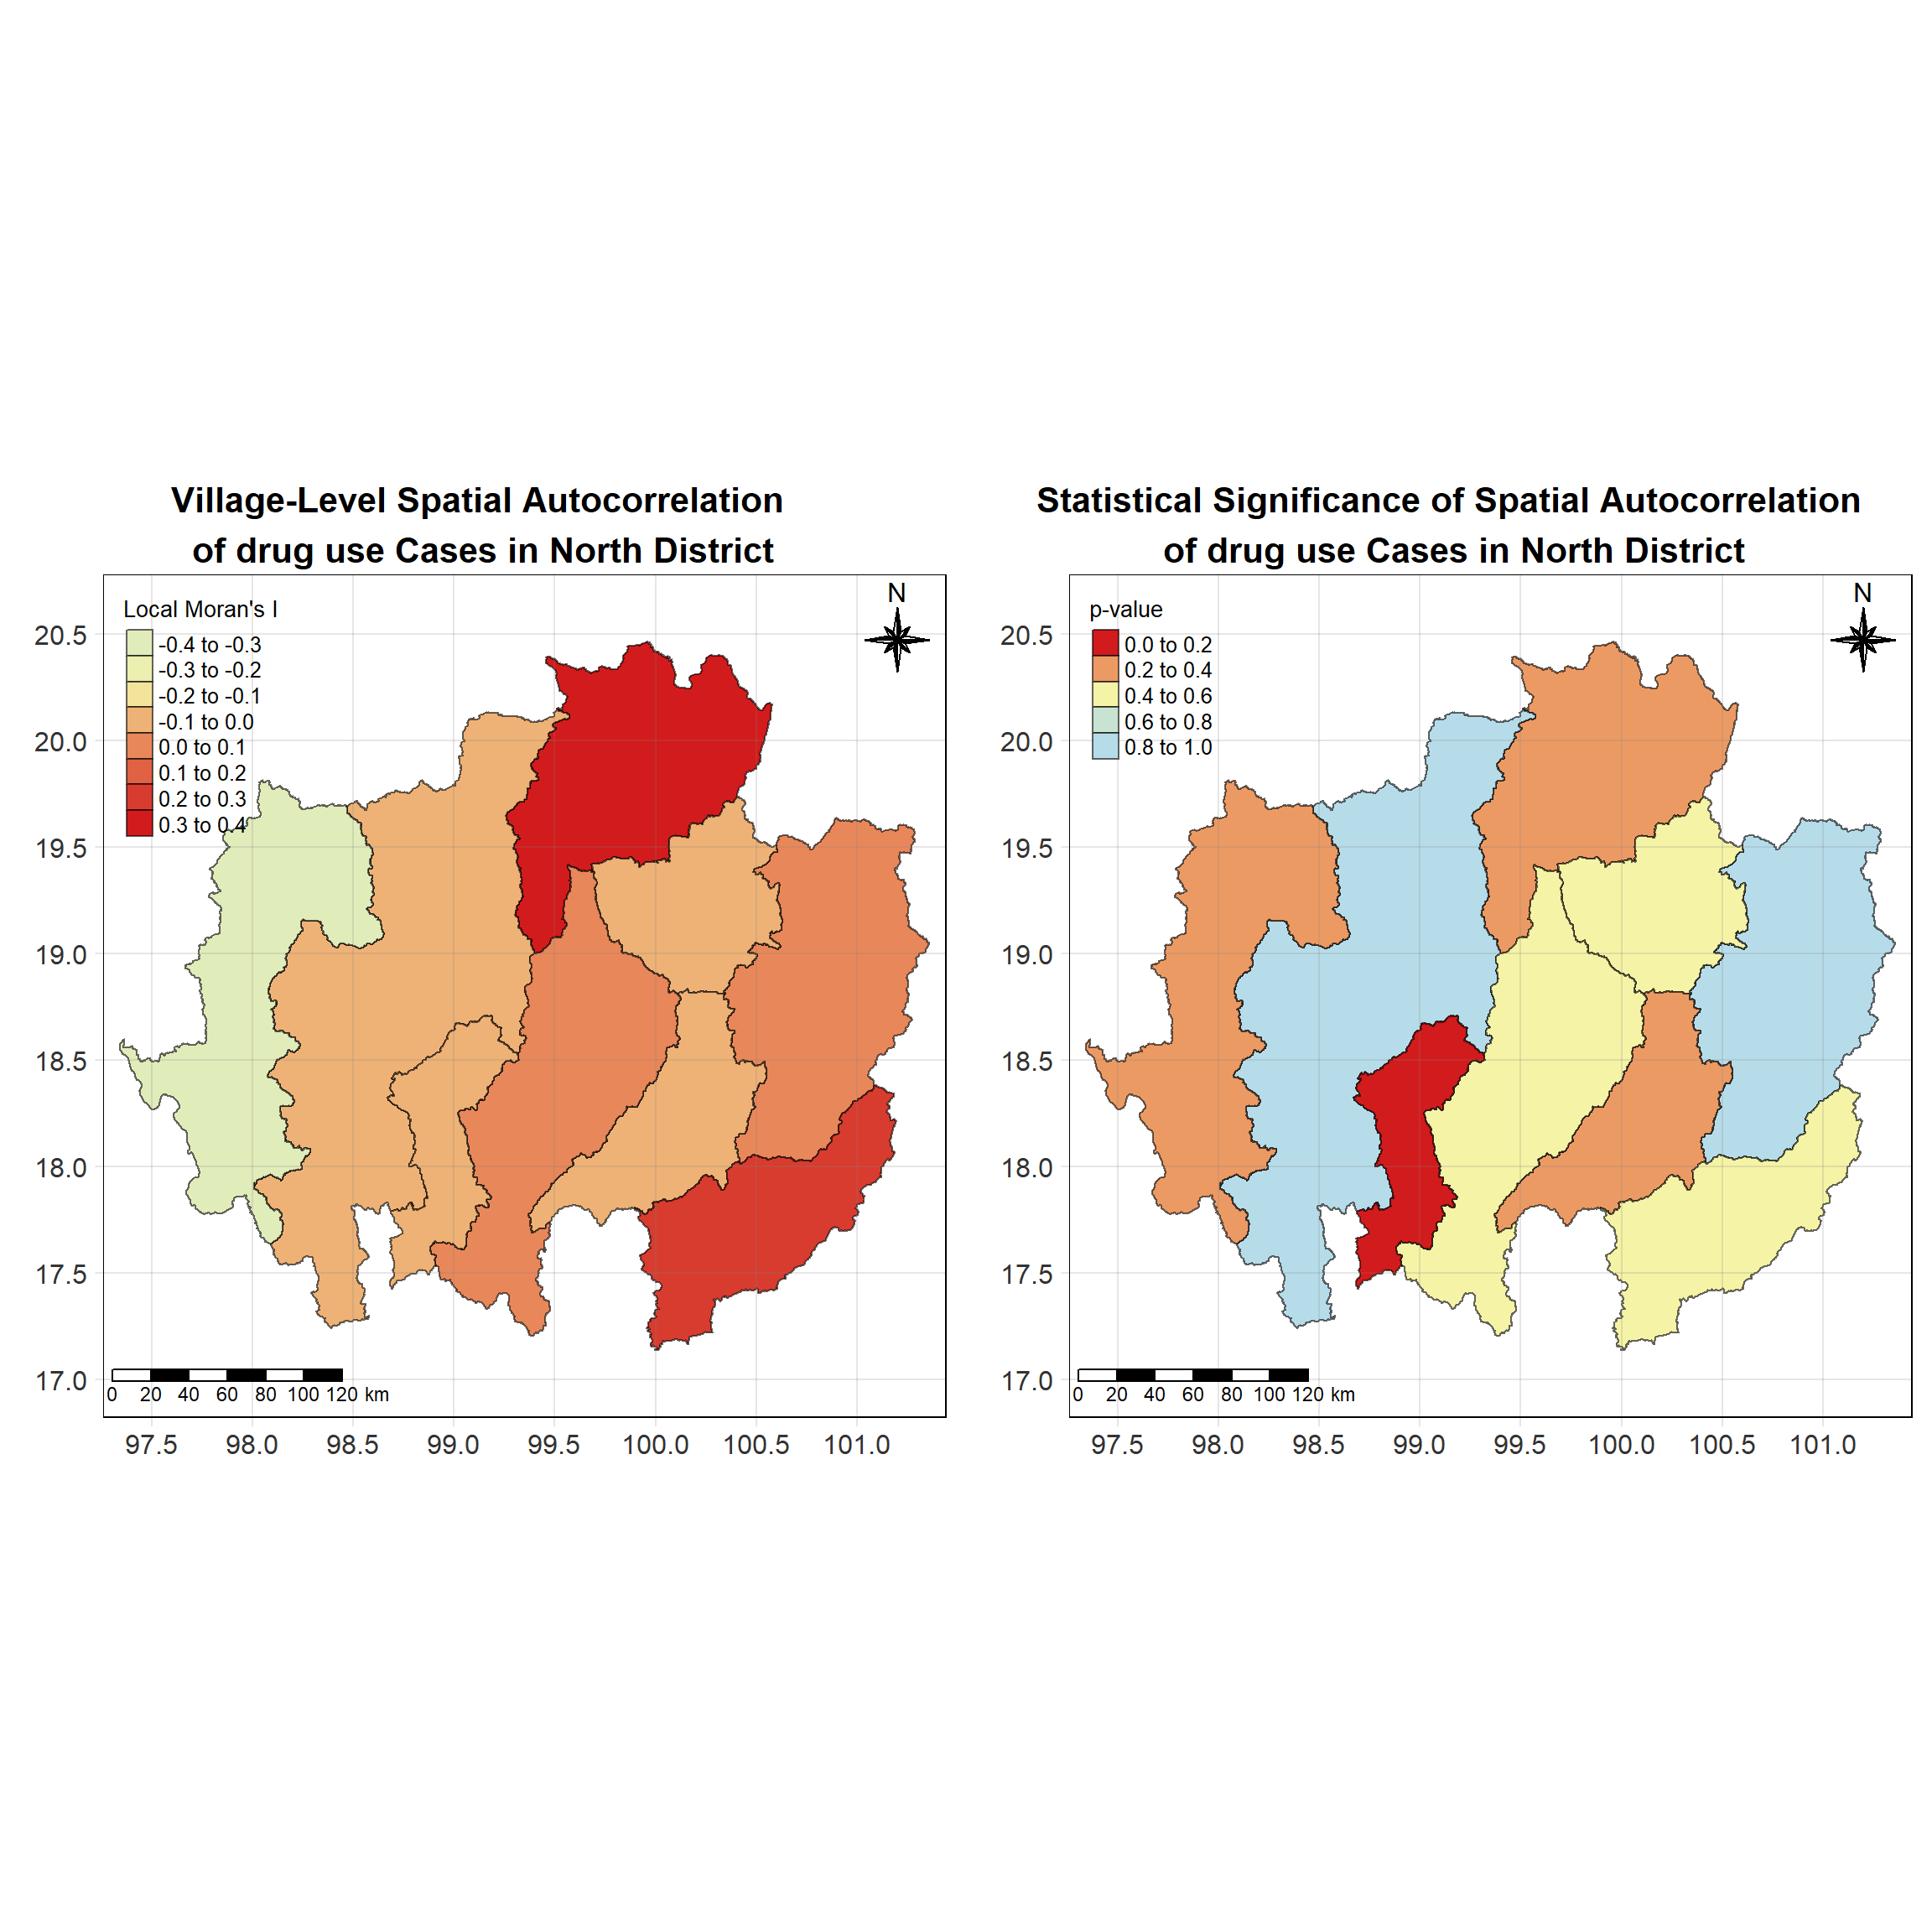 Village-Level Spatial Autocorrelation
of drug use Cases in North District
Local Moran's I
-0.4 to -0.3
-0.3 to -0.2
-0.2 to -0.1
-0.1 to 0.0
0.0 to 0.1
0.1 to 0.2
0.2 to 0.3
0.3 to 0.4
N
20.5
20.0
19.5
19.0
18.5
18.0
17.5
17.0
0 20 40 60 80 100 120 km
97.5 98.0 98.5 99.0 99.5 100.0 100.5 101.0
Statistical Significance of Spatial Autocorrelation
of drug use Cases in North District
p-value
0.0 to 0.2
0.2 to 0.4
0.4 to 0.6
0.6 to 0.8
0.8 to 1.0
N
20.5
20.0
19.5
19.0
18.5
18.0
17.5
17.0
0 20 40 60 80 100 120 km
97.5 98.0 98.5 99.0 99.5 100.0 100.5 101.0